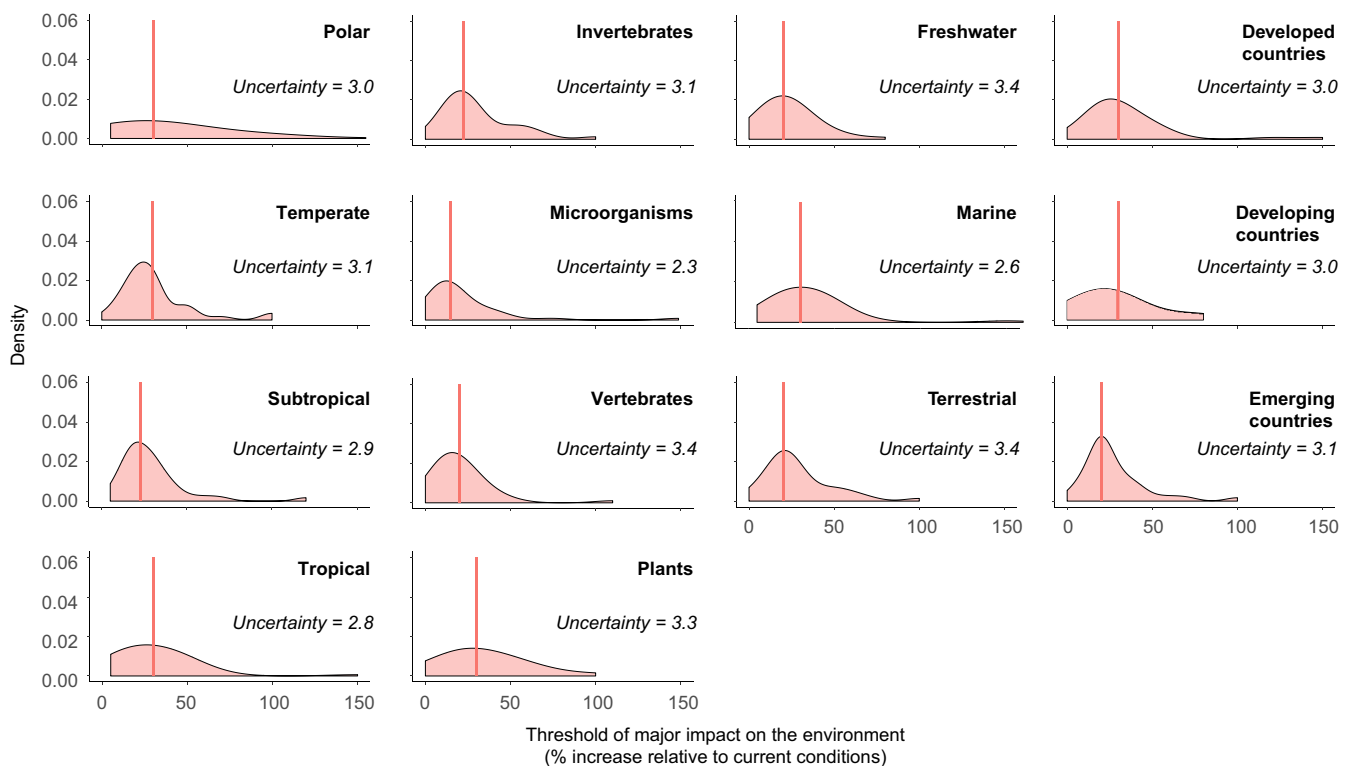 0.06
0.04
0.02
0.00
Polar
Uncertainty = 3.0
Invertebrates
Uncertainty = 3.1
Freshwater
Uncertainty = 3.4
Developed
countries
Uncertainty = 3.0
0.06
0.04
0.02
0.00
Temperate
Uncertainty = 3.1
Microorganisms
Uncertainty = 2.3
Marine
Uncertainty = 2.6
Developing
countries
Uncertainty = 3.0
Density
0.06
0.04
0.02
0.00
Subtropical
Uncertainty = 2.9
Vertebrates
Uncertainty = 3.4
Terrestrial
Uncertainty = 3.4
0 50 100 150
Emerging
countries
Uncertainty = 3.1
0 50 100 150
0.06
0.04
0.02
0.00
Tropical
Uncertainty = 2.8
0 50 100 150
Plants
Uncertainty = 3.3
0 50 100 150
Threshold of major impact on the environment
(% increase relative to current conditions)